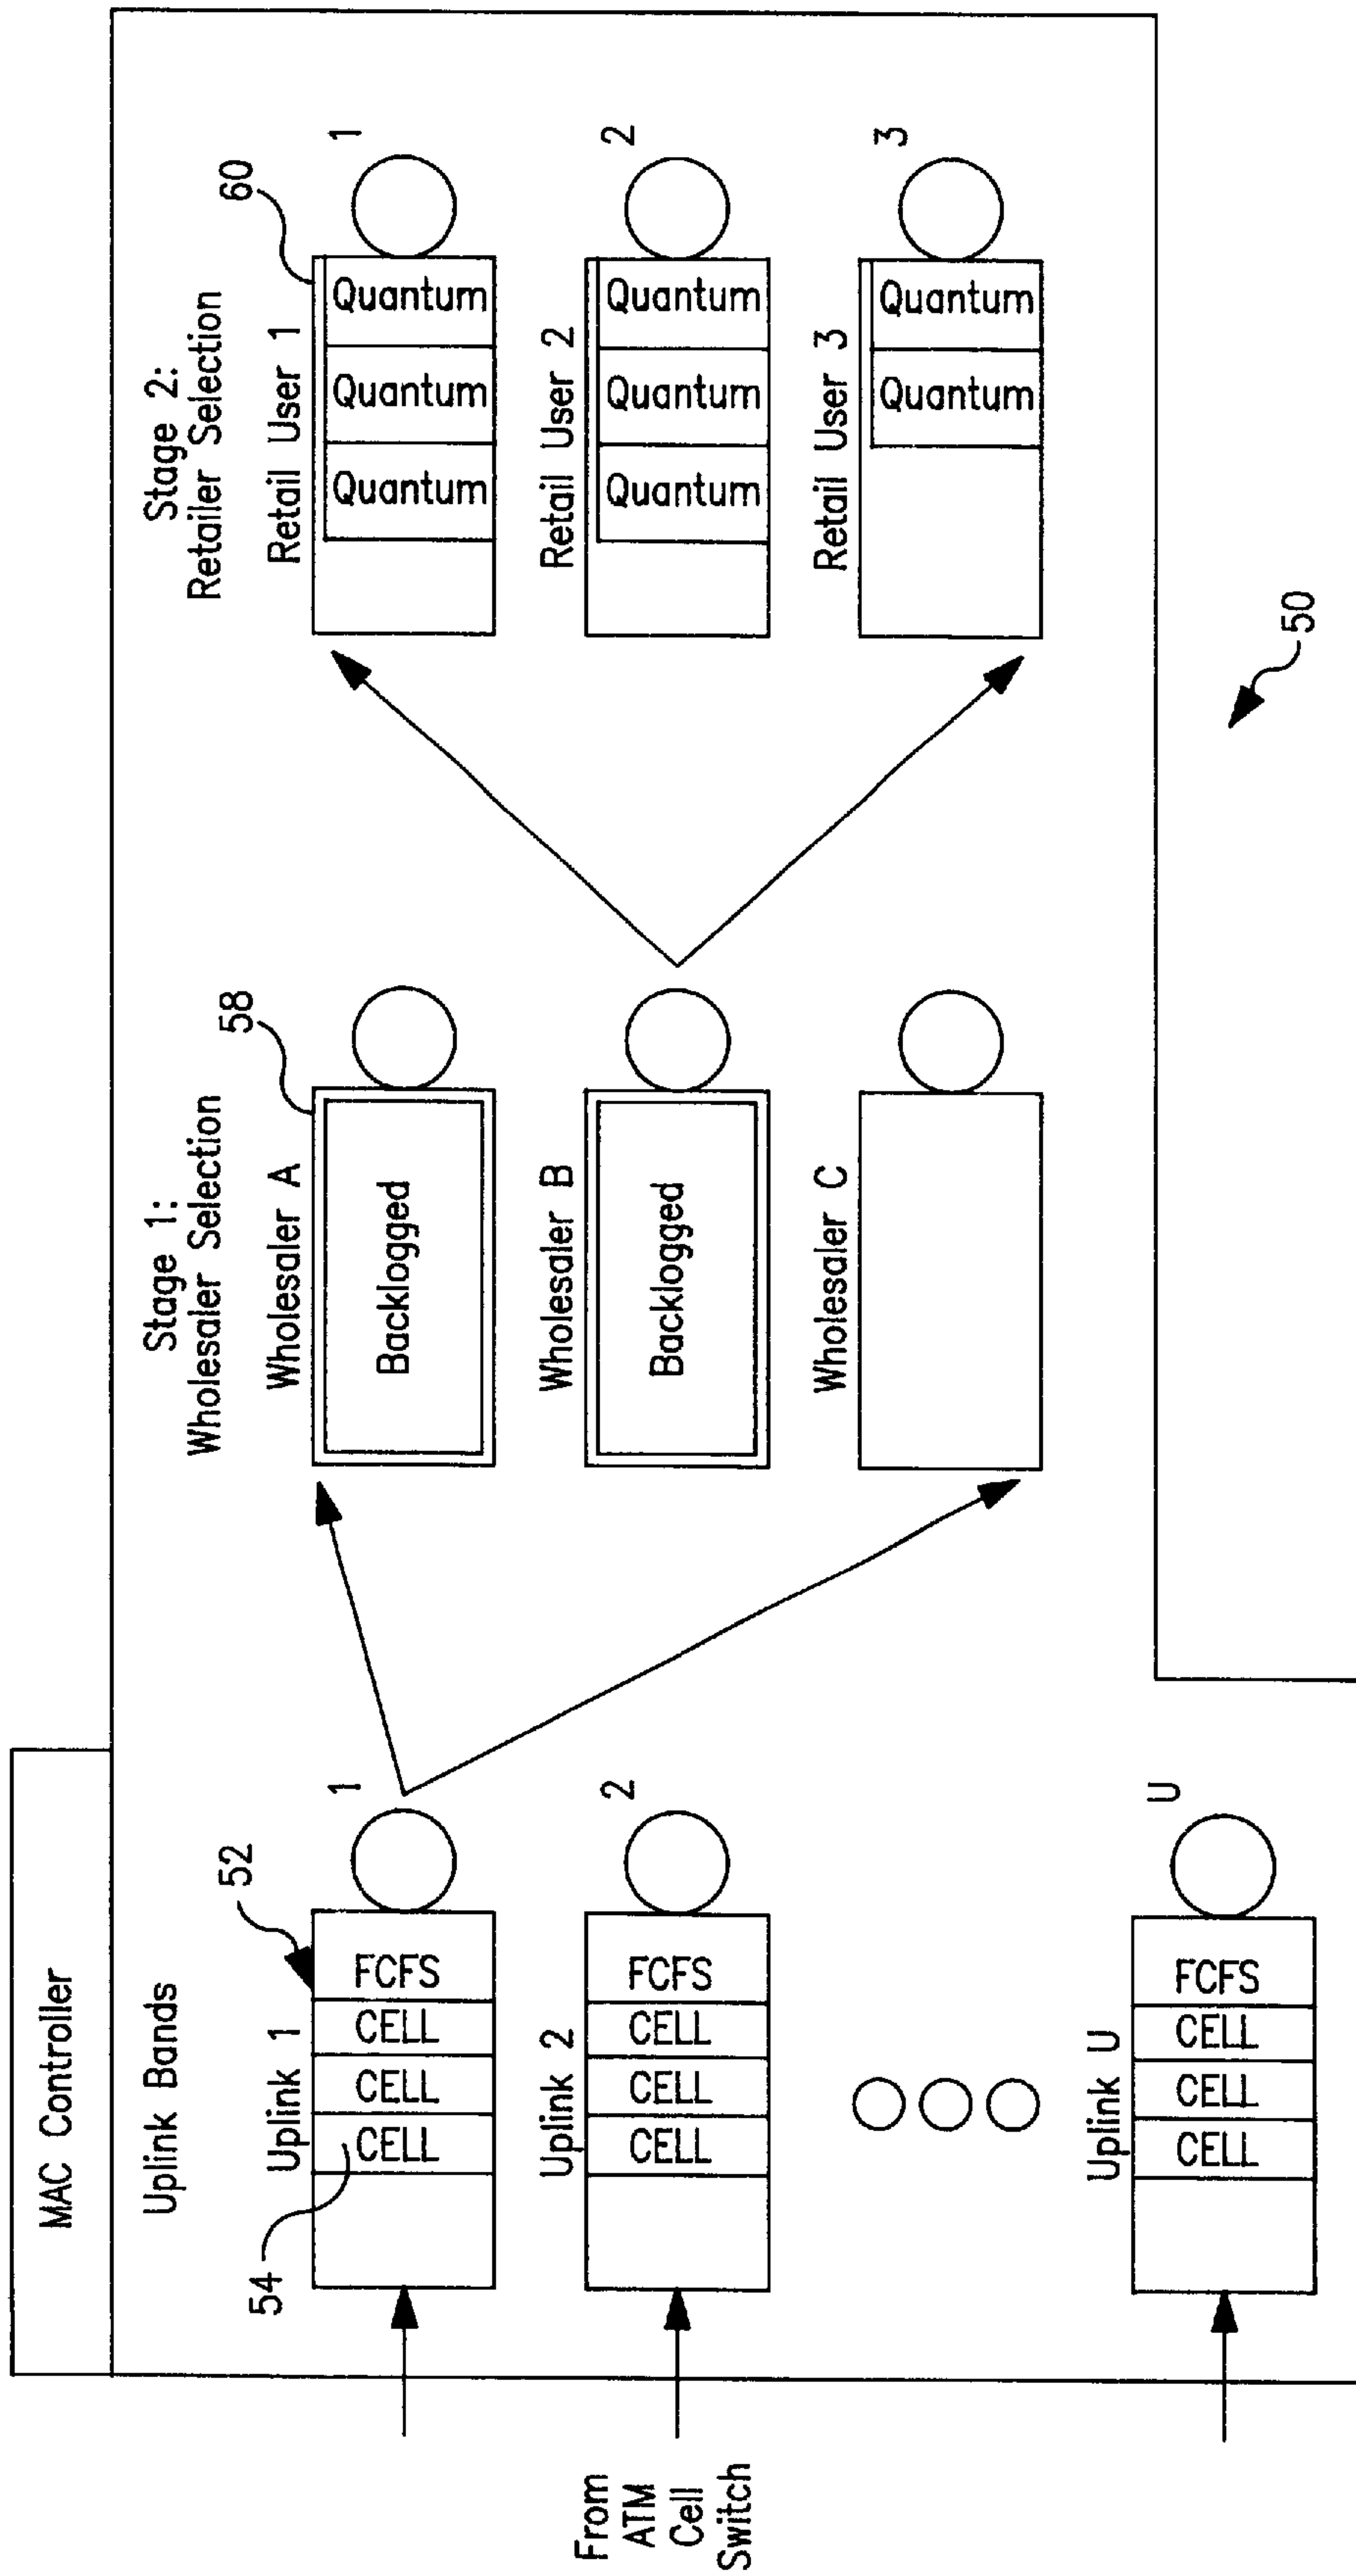 MAC Controller
Uplink Bands
Uplink 1
52
54
CELL
CELL
CELL
FCFS
1
Uplink 2
CELL
CELL
CELL
FCFS
2
Uplink U
CELL
CELL
CELL
FCFS
U
From
ATM
Cell
Switch
Stage 1:
Wholesaler Selection
Wholesaler A
58
Backlogged
Wholesaler B
Backlogged
Wholesaler C
Stage 2:
Retailer Selection
Retail User 1
60
Quantum
Quantum
Quantum
1
Retail User 2
Quantum
Quantum
Quantum
2
Retail User 3
Quantum
Quantum
3
50